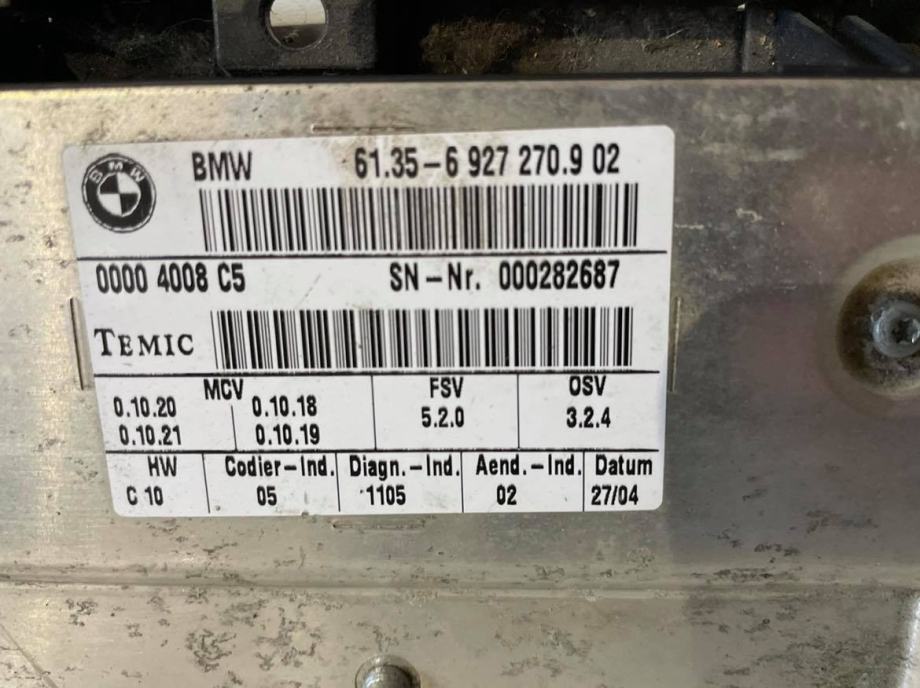 BMW
BMW 61.35-6 927 270.9 02
0000 4008 C5 SN-Nr. 000282687
TEMIC
MCV FSV OSV
0.10.20 0.10.18 5.2.0 3.2.4
0.10.21 0.10.19
HW Codier-Ind. Diagn.-Ind. Aend.-Ind. Datum
C 10 05 1105 02 27/04